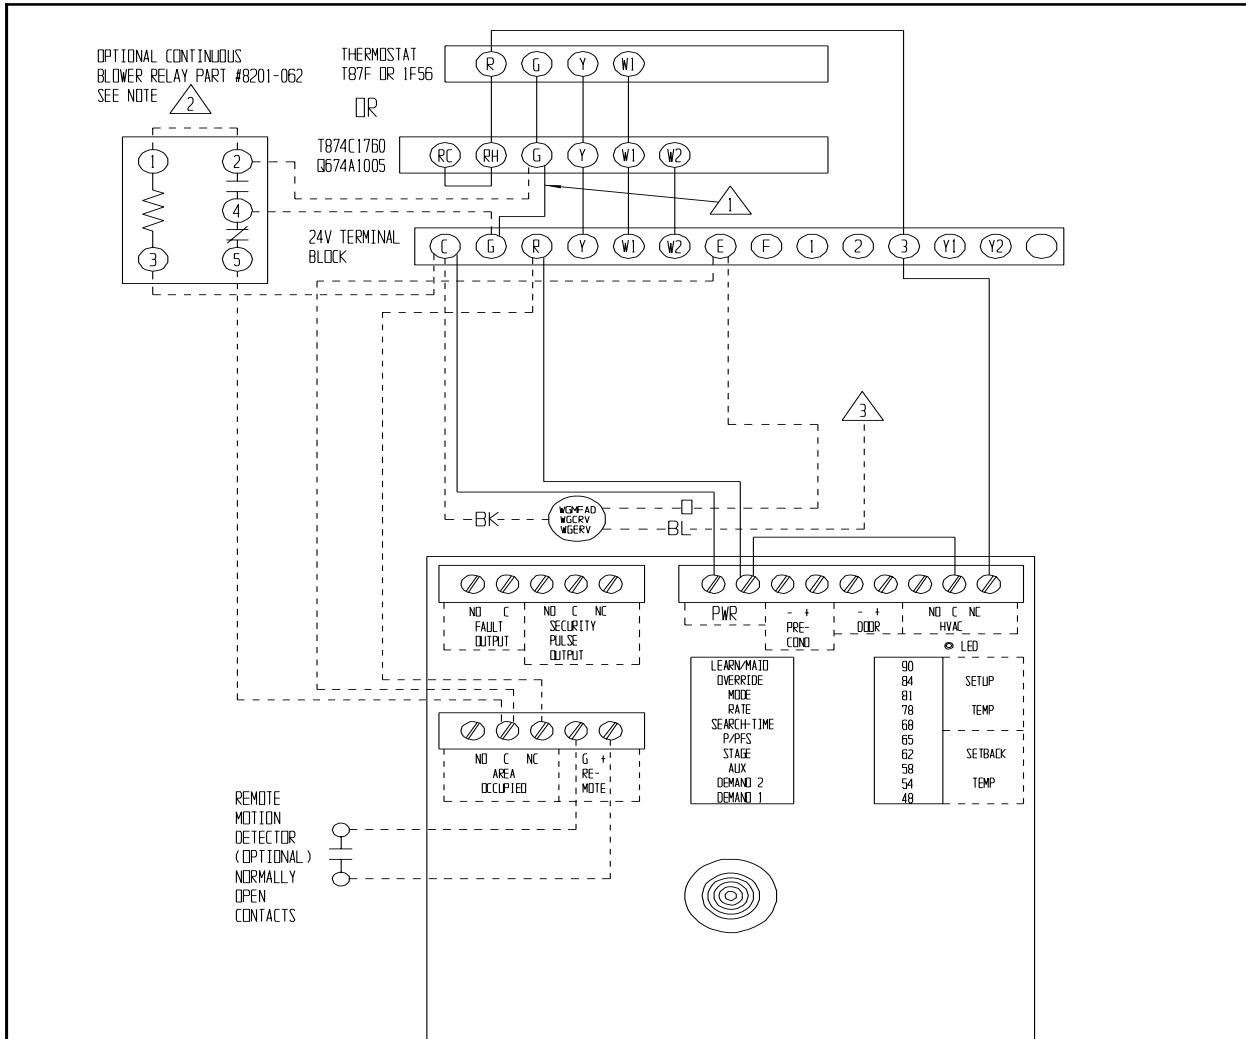 OPTIONAL CONTINUOUS
BLOWER RELAY PART #8201-062
SEE NOTE 2
THERMOSTAT
T87F OR 1F56
R G Y W1
OR
T874C1760
Q674A1005
RC RH G Y W1 W2
1 2
4
3 5
1
24V TERMINAL
BLOCK
C G R Y W1 W2 E F 1 2 3 Y1 Y2
3
BK
WGMFAD
WGCRV
WGERV
BL
NO C
FAULT
OUTPUT
NO C NC
SECURITY
PULSE
OUTPUT
PWR
- +
PRE-
COND
- +
DOOR
NO C NC
HVAC
LED
LEARN/MAID
OVERRIDE
MODE
RATE
SEARCH-TIME
P/PFS
STAGE
AUX
DEMAND 2
DEMAND 1
90
84
81
78
68
65
62
58
54
48
SETUP
TEMP
SETBACK
TEMP
NO C NC
AREA
OCCUPIED
G +
RE-
MOTE
REMOTE
MOTION
DETECTOR
(OPTIONAL)
NORMALLY
OPEN
CONTACTS